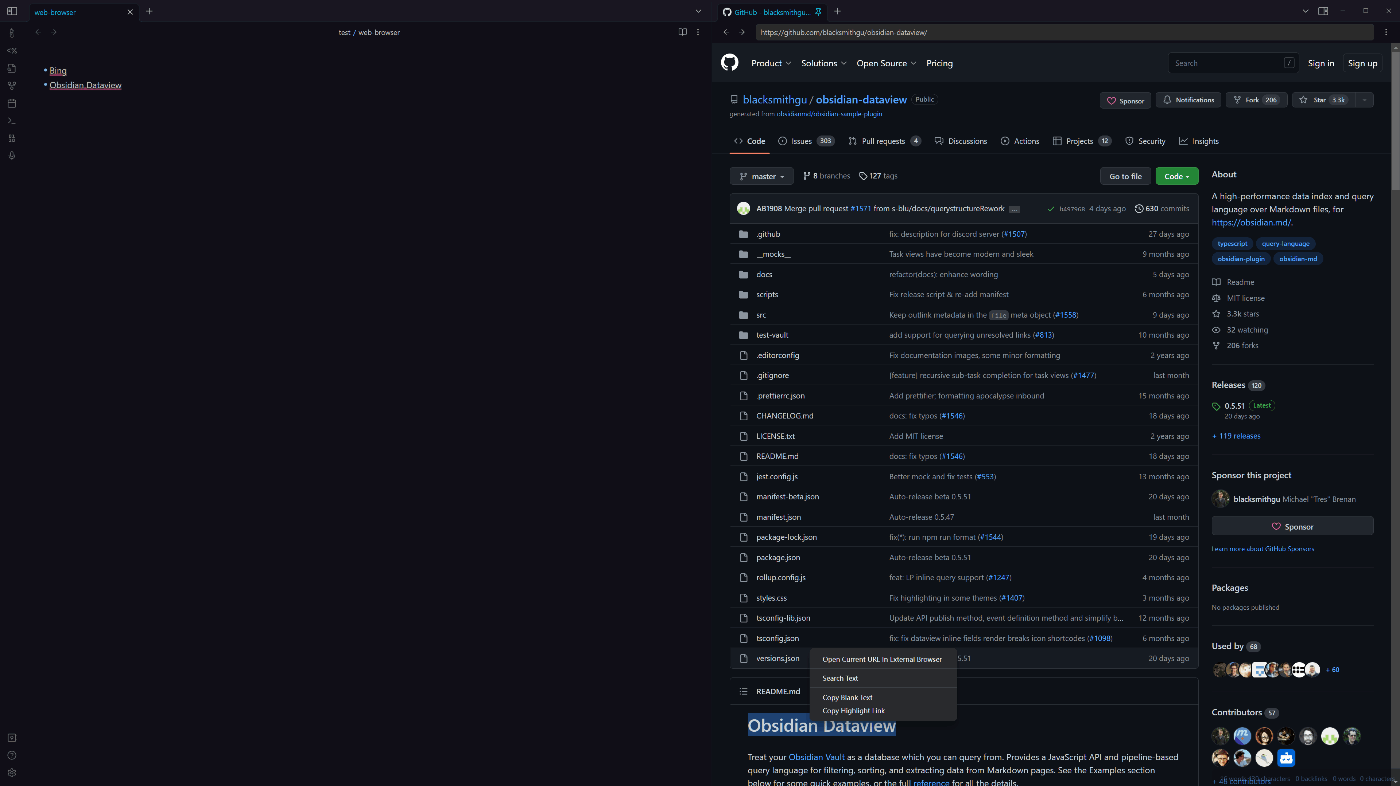 web-browser
GitHub - blacksmithgu...
test / web-browser
https://github.com/blacksmithgu/obsidian-dataview/
Bing
Obsidian Dataview
Product
Solutions
Open Source
Pricing
Search
/
Sign in
Sign up
blacksmithgu / obsidian-dataview
Public
generated from obsidianmd/obsidian-sample-plugin
Sponsor
Notifications
Fork 206
Star 3.3k
Code
Issues 303
Pull requests 4
Discussions
Actions
Projects 12
Security
Insights
master
8 branches
127 tags
Go to file
Code
AB1908 Merge pull request #1571 from s-blu/docs/querystructureRework ...
4 days ago
630 commits
.github fix: description for discord server (#1507) 27 days ago
__mocks__ Task views have become modern and sleek 9 months ago
docs refactor(docs): enhance wording 5 days ago
scripts Fix release script & re-add manifest 6 months ago
src Keep outlink metadata in the file meta object (#1558) 9 days ago
test-vault add support for querying unresolved links (#813) 10 months ago
.editorconfig Fix documentation images, some minor formatting 2 years ago
.gitignore (feature) recursive sub-task completion for task views (#1477) last month
.prettierrc.json Add prettifier: formatting apocalypse inbound 15 months ago
CHANGELOG.md docs: fix typos (#1546) 18 days ago
LICENSE.txt Add MIT license 2 years ago
README.md docs: fix typos (#1546) 18 days ago
jest.config.js Better mock and fix tests (#553) 13 months ago
manifest-beta.json Auto-release beta 0.5.51 20 days ago
manifest.json Auto-release 0.5.47 last month
package-lock.json fix(*): run npm run format (#1544) 19 days ago
package.json Auto-release beta 0.5.51 20 days ago
rollup.config.js feat: LP inline query support (#1247) 4 months ago
styles.css Fix highlighting in some themes (#1407) 3 months ago
tsconfig-lib.json Update API publish method, event definition method and simplify b... 12 months ago
tsconfig.json fix: fix dataview inline fields render breaks icon shortcodes (#1098) 6 months ago
versions.json 5.51 20 days ago
Open Current URL In External Browser
Search Text
Copy Blank Text
Copy Highlight Link
README.md
Obsidian Dataview
Treat your Obsidian Vault as a database which you can query from. Provides a JavaScript API and pipeline-based
query language for filtering, sorting, and extracting data from Markdown pages. See the Examples section
below for some quick examples, or the full reference for all the details.
About
A high-performance data index and query
language over Markdown files, for
https://obsidian.md/.
typescript
query-language
obsidian-plugin
obsidian-md
Readme
MIT license
3.3k stars
32 watching
206 forks
Releases 120
0.5.51 Latest
20 days ago
+ 119 releases
Sponsor this project
blacksmithgu Michael "Tres" Brenan
Sponsor
Learn more about GitHub Sponsors
Packages
No packages published
Used by 68
+ 60
Contributors 57
0 backlinks 0 words 0 characters